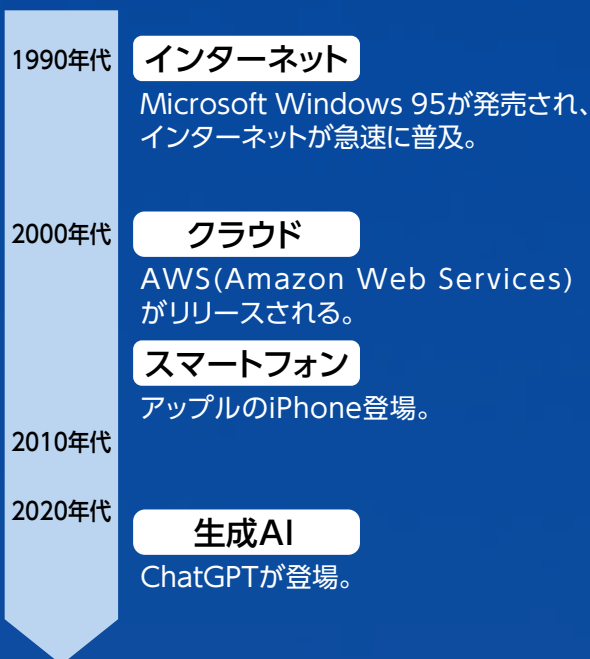 1990年代
インターネット
Microsoft Windows 95が発売され、
インターネットが急速に普及。
2000年代
クラウド
AWS(Amazon Web Services)
がリリースされる。
スマートフォン
アップルのiPhone登場。
2010年代
2020年代
生成AI
ChatGPTが登場。